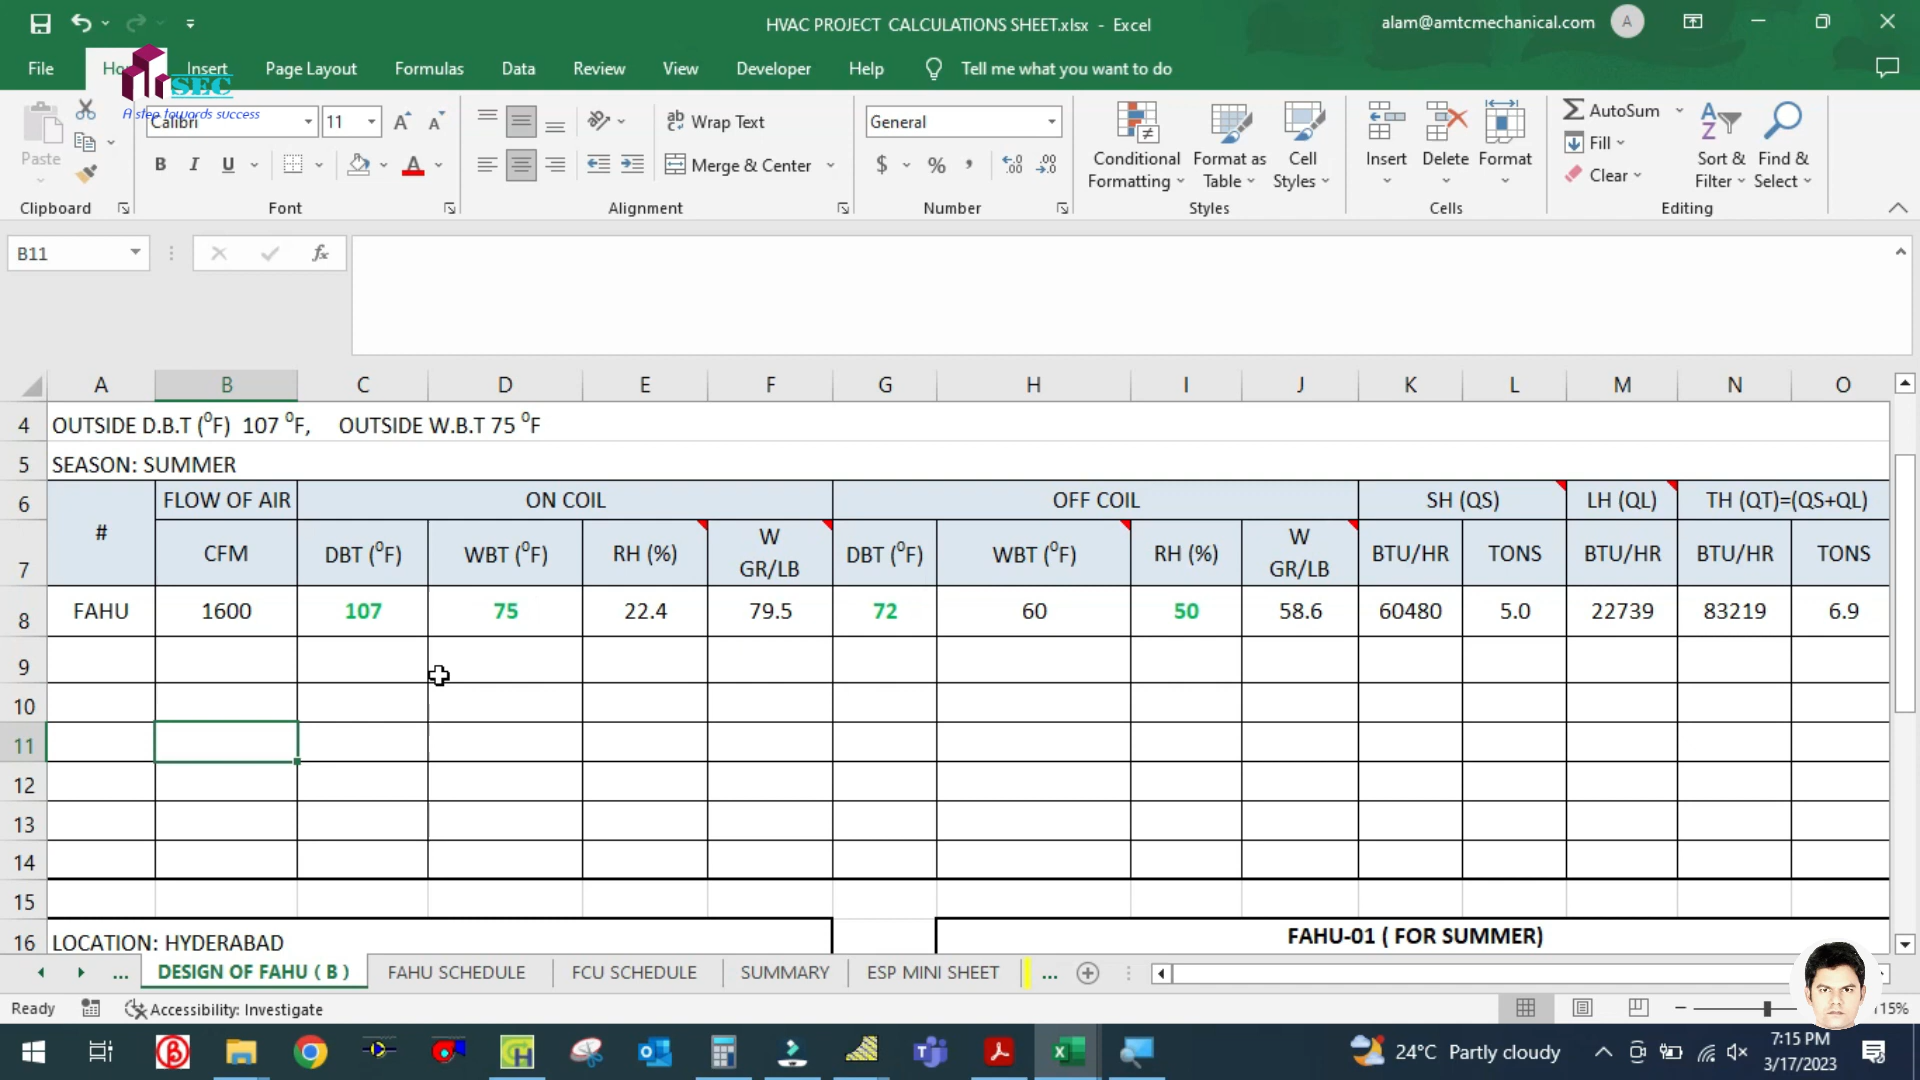 HVAC PROJECT CALCULATIONS SHEET.xlsx - Excel
alam@amtcmechanical.com A
File Insert Page Layout Formulas Data Review View Developer Help Tell me what you want to do
SEC
A step towards success
Paste
Calibri 11
Wrap Text
General
B I U
Merge & Center
$ % ,
Conditional Formatting
Format as Table
Cell Styles
Insert Delete Format
AutoSum
Fill
Clear
Sort & Filter
Find & Select
Clipboard Font Alignment Number Styles Cells Editing
B11
fx
A B C D E F G H I J K L M N O
4 OUTSIDE D.B.T (⁰F) 107 ⁰F, OUTSIDE W.B.T 75 ⁰F
5 SEASON: SUMMER
6 # FLOW OF AIR ON COIL OFF COIL SH (QS) LH (QL) TH (QT)=(QS+QL)
7 CFM DBT (⁰F) WBT (⁰F) RH (%) W GR/LB DBT (⁰F) WBT (⁰F) RH (%) W GR/LB BTU/HR TONS BTU/HR BTU/HR TONS
8 FAHU 1600 107 75 22.4 79.5 72 60 50 58.6 60480 5.0 22739 83219 6.9
9
10
11
12
13
14
15
16 LOCATION: HYDERABAD FAHU-01 ( FOR SUMMER)
... DESIGN OF FAHU ( B ) FAHU SCHEDULE FCU SCHEDULE SUMMARY ESP MINI SHEET ...
Ready Accessibility: Investigate 115%
24°C Partly cloudy
7:15 PM
3/17/2023